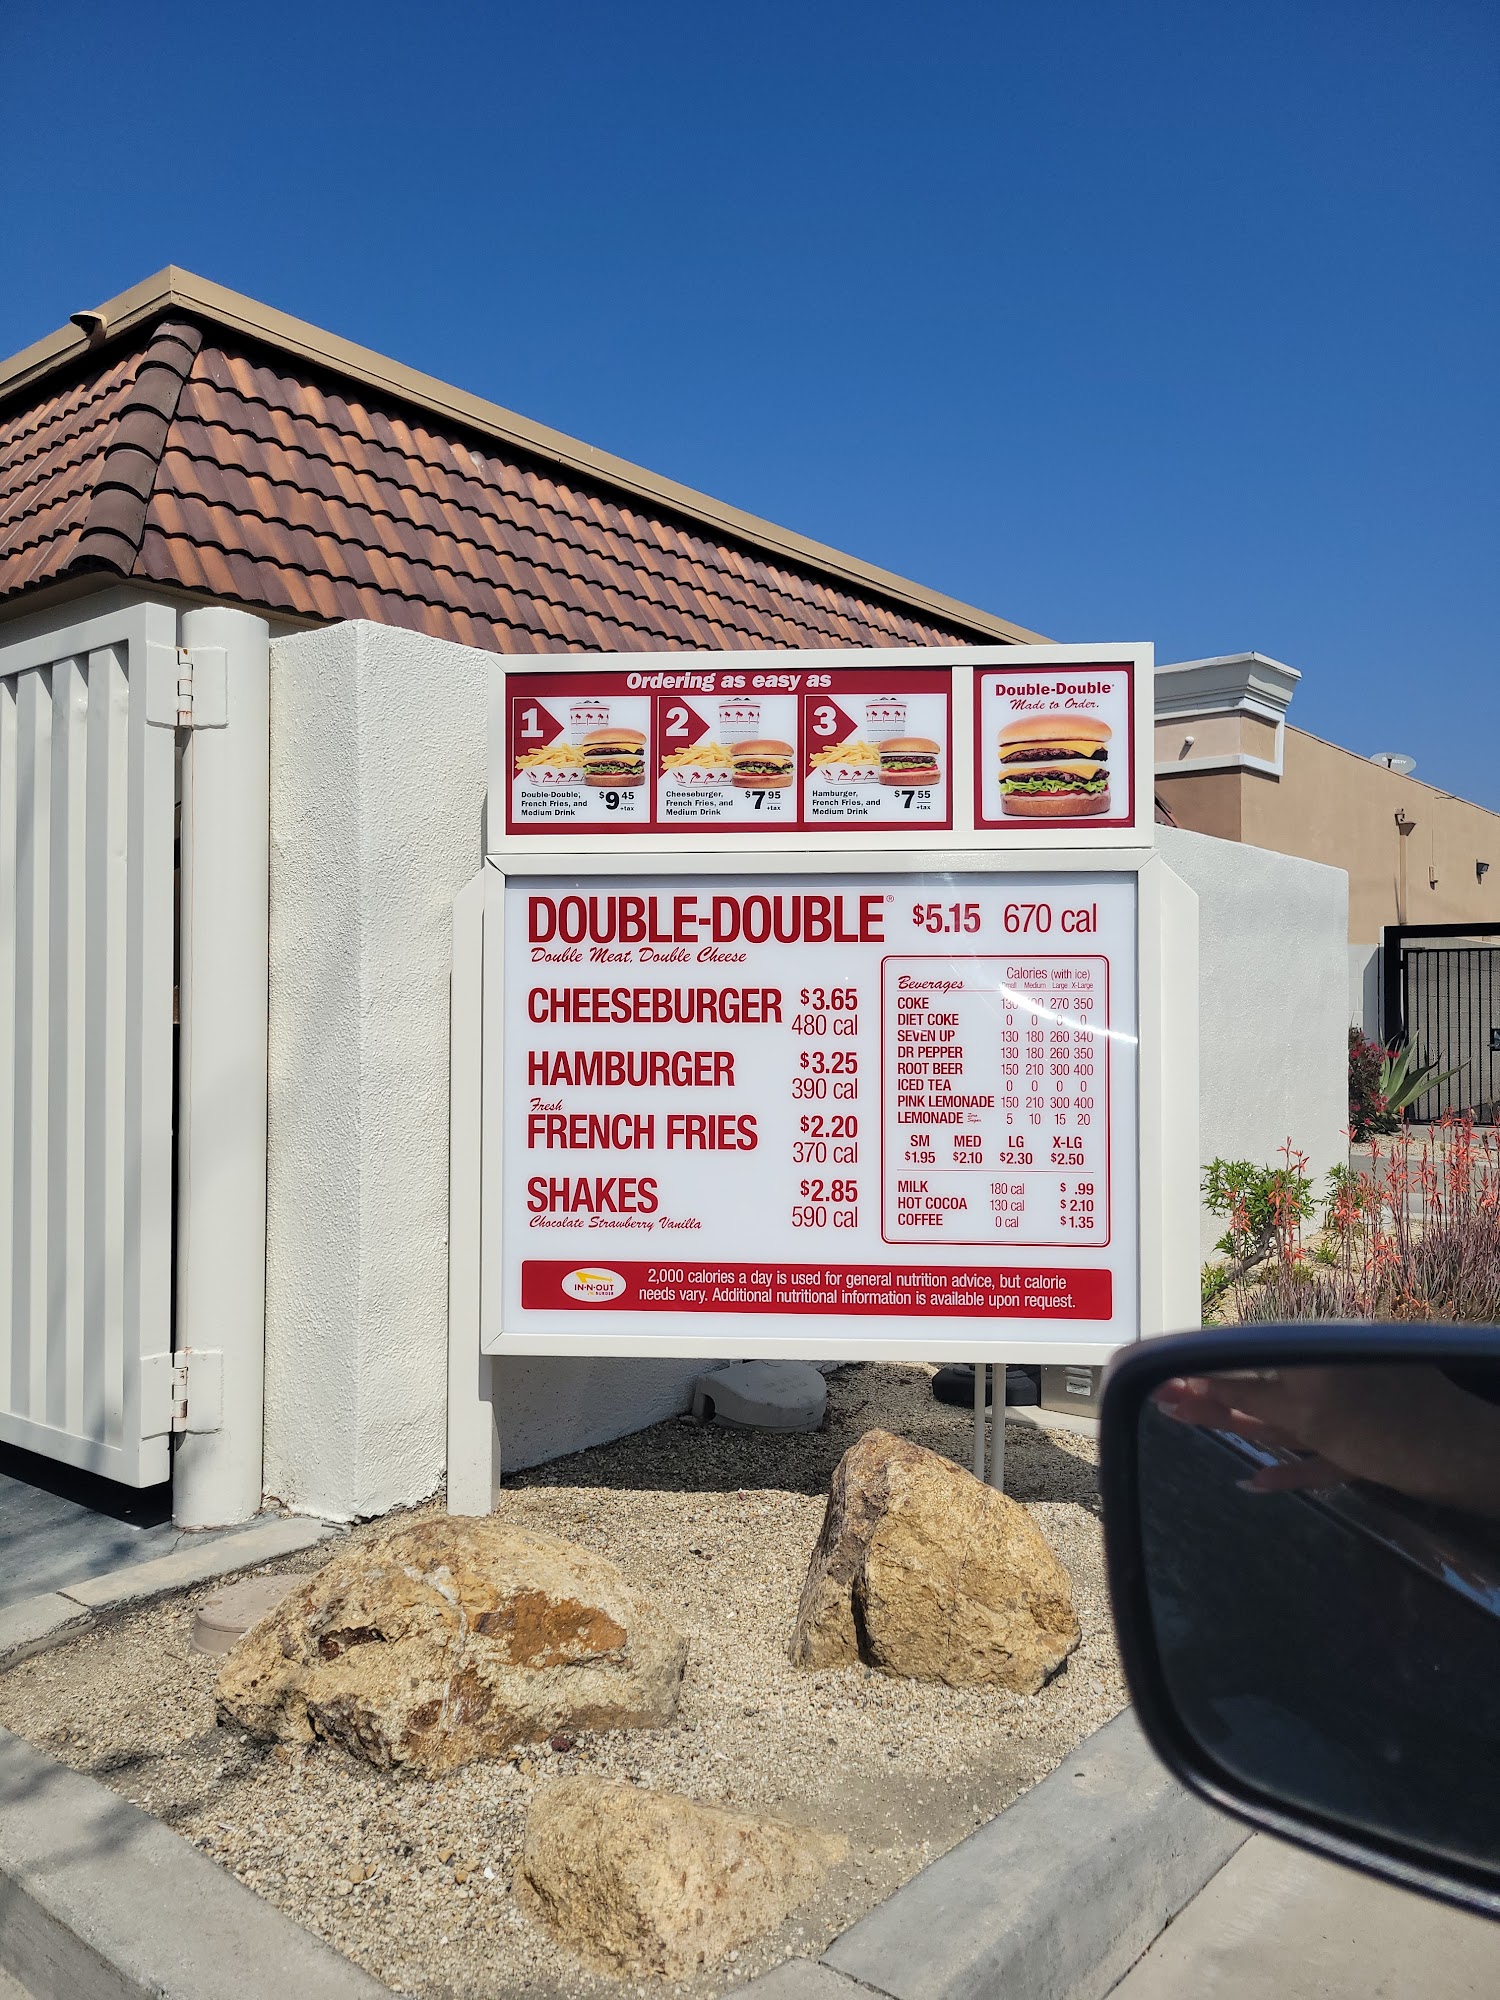 Ordering as easy as
1
Double-Double,
French Fries, and
Medium Drink
$9 45
+tax
2
Cheeseburger,
French Fries, and
Medium Drink
$7 95
+tax
3
Hamburger,
French Fries, and
Medium Drink
$7 55
+tax
Double-Double®
Made to Order.
DOUBLE-DOUBLE® $5.15 670 cal
Double Meat, Double Cheese
CHEESEBURGER $3.65
480 cal
HAMBURGER $3.25
390 cal
Fresh
FRENCH FRIES $2.20
370 cal
SHAKES $2.85
590 cal
Chocolate Strawberry Vanilla
Beverages Calories (with ice)
Small Medium Large X-Large
COKE 130 270 350
DIET COKE 0 0 0 0
SEVEN UP 130 180 260 340
DR PEPPER 130 180 260 350
ROOT BEER 150 210 300 400
ICED TEA 0 0 0 0
PINK LEMONADE 150 210 300 400
LEMONADE 5 10 15 20
SM MED LG X-LG
$1.95 $2.10 $2.30 $2.50
MILK 180 cal $ .99
HOT COCOA 130 cal $2.10
COFFEE 0 cal $1.35
IN-N-OUT
BURGER
2,000 calories a day is used for general nutrition advice, but calorie
needs vary. Additional nutritional information is available upon request.